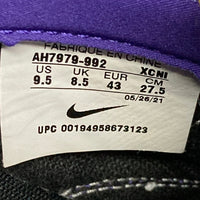 FABRIQUE EN CHINE
AH7979-992 XCNI
US UK EUR CM
9.5 8.5 43 27.5
05/26/21
UPC 00194958673123